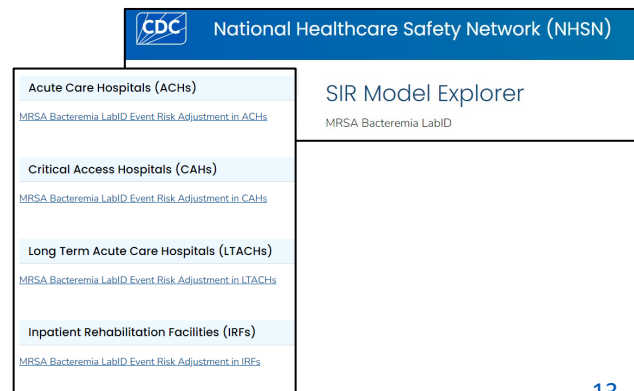 CDC National Healthcare Safety Network (NHSN)
SIR Model Explorer
MRSA Bacteremia LabID
Acute Care Hospitals (ACHs)
MRSA Bacteremia LabID Event Risk Adjustment in ACHs
Critical Access Hospitals (CAHs)
MRSA Bacteremia LabID Event Risk Adjustment in CAHs
Long Term Acute Care Hospitals (LTACHs)
MRSA Bacteremia LabID Event Risk Adjustment in LTACHs
Inpatient Rehabilitation Facilities (IRFs)
MRSA Bacteremia LabID Event Risk Adjustment in IRFs